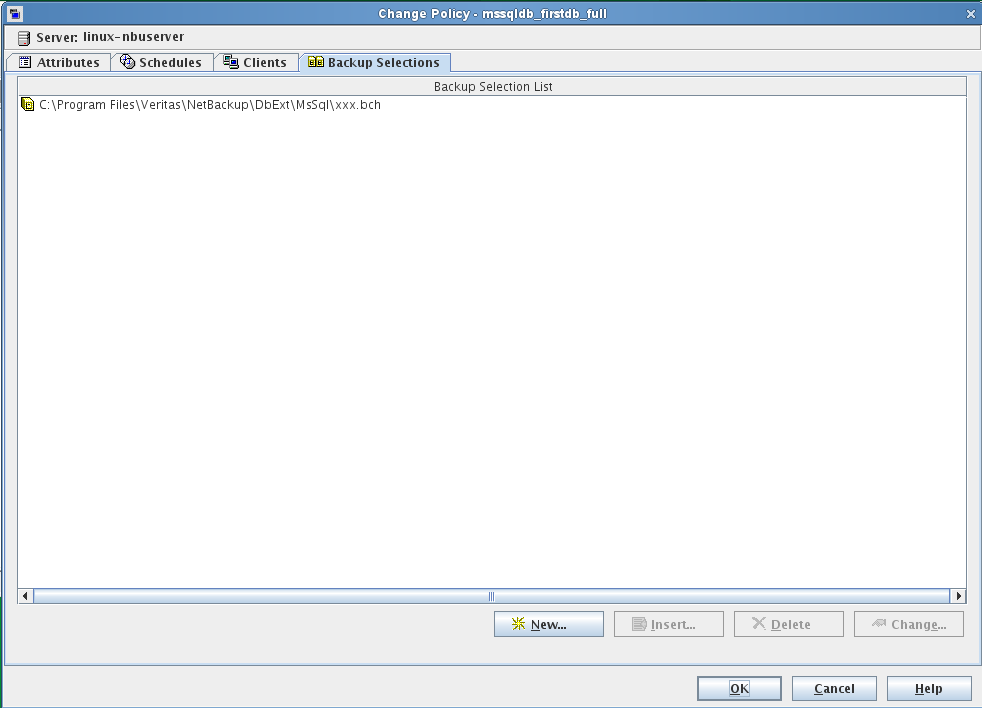 Change Policy - mssqldb_firstdb_full
Server: linux-nbuserver
Attributes Schedules Clients Backup Selections
Backup Selection List
C:\Program Files\Veritas\NetBackup\DbExt\MsSql\xxx.bch
New... Insert... Delete Change...
OK Cancel Help